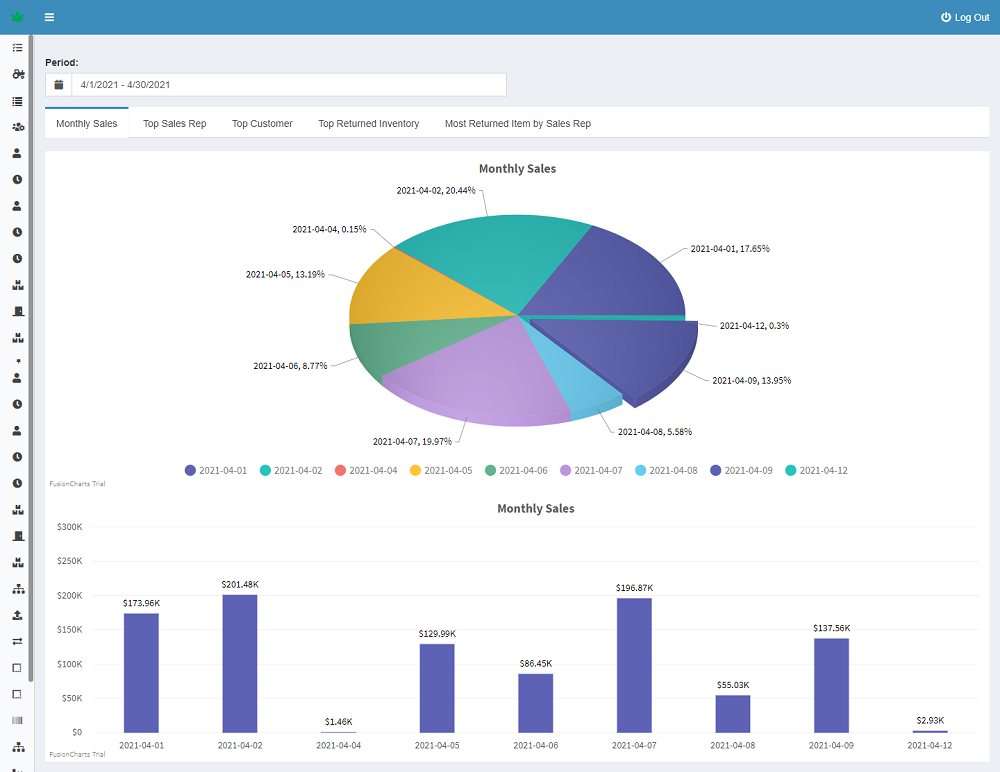 Log Out
Period:
4/1/2021 - 4/30/2021
Monthly Sales Top Sales Rep Top Customer Top Returned Inventory Most Returned Item by Sales Rep
Monthly Sales
2021-04-02, 20.44%
2021-04-04, 0.15%
2021-04-01, 17.65%
2021-04-05, 13.19%
2021-04-12, 0.3%
2021-04-06, 8.77%
2021-04-09, 13.95%
2021-04-08, 5.58%
2021-04-07, 19.97%
2021-04-01 2021-04-02 2021-04-04 2021-04-05 2021-04-06 2021-04-07 2021-04-08 2021-04-09 2021-04-12
FusionCharts Trial
Monthly Sales
$300K
$250K
$200K
$150K
$100K
$50K
$0
$173.96K
$201.48K
$1.46K
$129.99K
$86.45K
$196.87K
$55.03K
$137.56K
$2.93K
2021-04-01 2021-04-02 2021-04-04 2021-04-05 2021-04-06 2021-04-07 2021-04-08 2021-04-09 2021-04-12
FusionCharts Trial